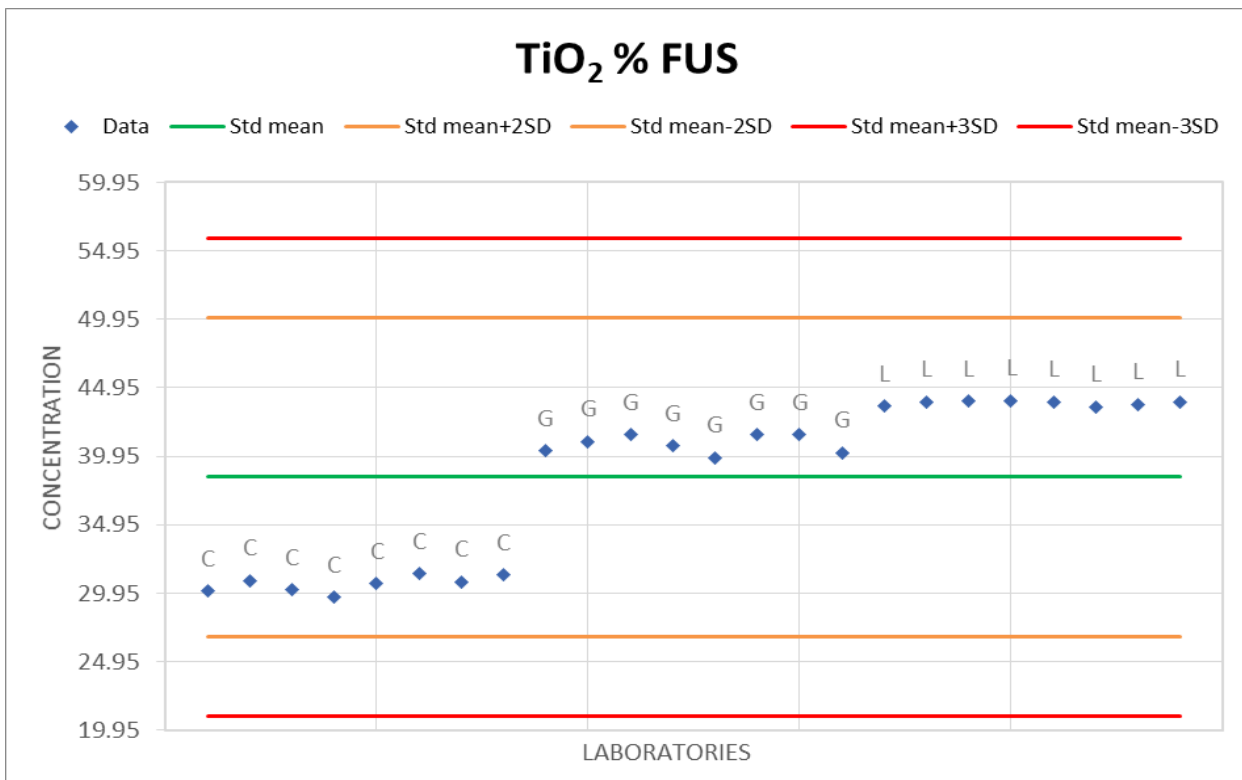 TiO₂ % FUS
Data Std mean Std mean+2SD Std mean-2SD Std mean+3SD Std mean-3SD
59.95
54.95
49.95
44.95
39.95
34.95
29.95
24.95
19.95
CONCENTRATION
C C C C C C C C
G G G G G G G G
L L L L L L L L
LABORATORIES